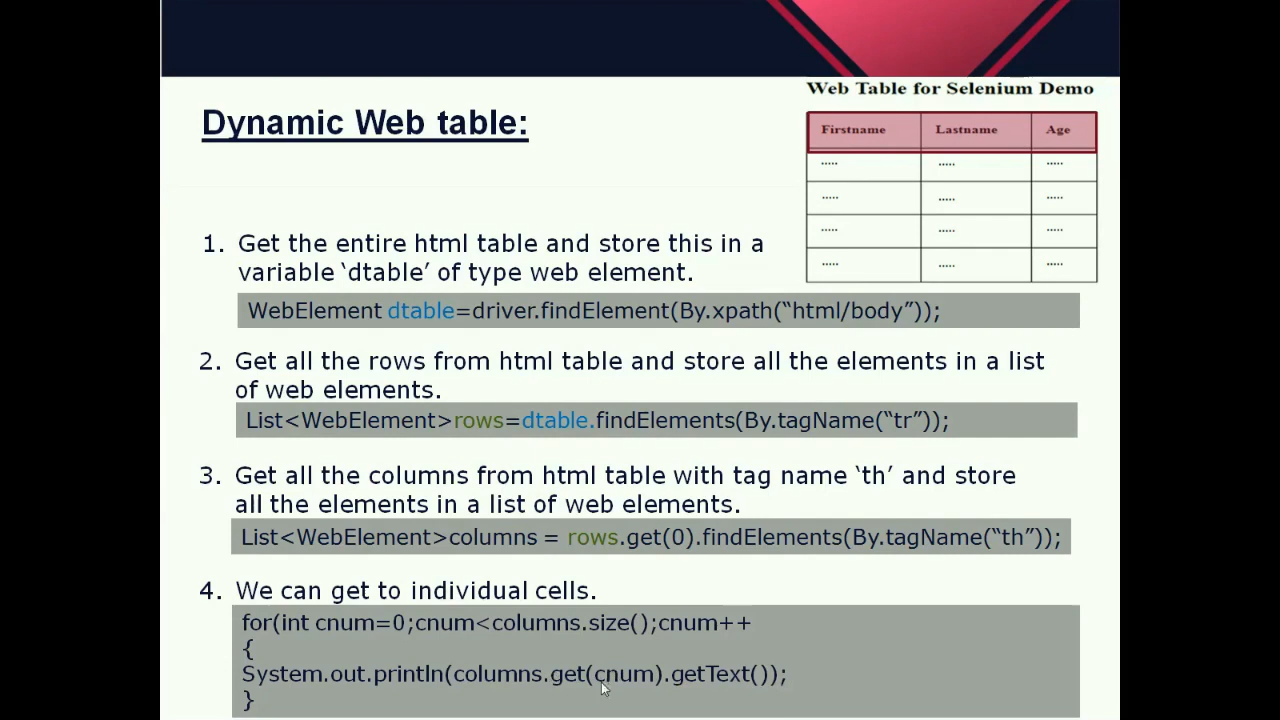 Web Table for Selenium Demo
Dynamic Web table:
Firstname Lastname Age
..... ..... .....
..... ..... .....
..... ..... .....
..... ..... .....
1. Get the entire html table and store this in a
variable ‘dtable’ of type web element.
WebElement dtable=driver.findElement(By.xpath(“html/body”));
2. Get all the rows from html table and store all the elements in a list
of web elements.
List<WebElement>rows=dtable.findElements(By.tagName(“tr”));
3. Get all the columns from html table with tag name ‘th’ and store
all the elements in a list of web elements.
List<WebElement>columns = rows.get(0).findElements(By.tagName(“th”));
4. We can get to individual cells.
for(int cnum=0;cnum<columns.size();cnum++
{
System.out.println(columns.get(cnum).getText());
}